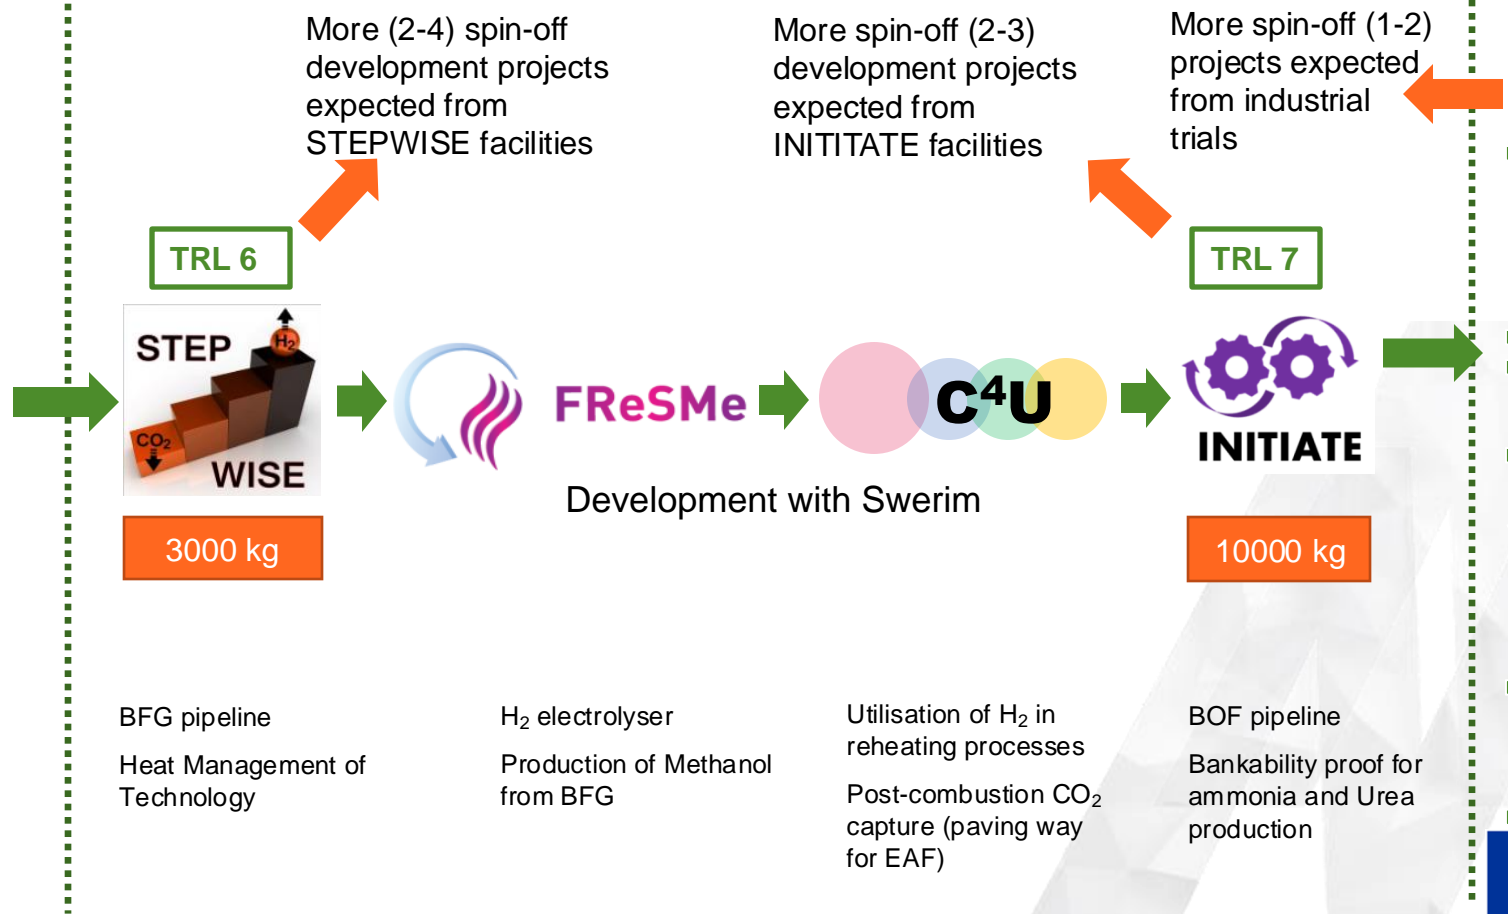 More (2-4) spin-off
development projects
expected from
STEPWISE facilities
More spin-off (2-3)
development projects
expected from
INITITATE facilities
More spin-off (1-2)
projects expected
from industrial
trials
TRL 6
TRL 7
STEP
H₂
CO₂
WISE
FReSMe
C⁴U
INITIATE
Development with Swerim
3000 kg
10000 kg
BFG pipeline
Heat Management of
Technology
H₂ electrolyser
Production of Methanol
from BFG
Utilisation of H₂ in
reheating processes
Post-combustion CO₂
capture (paving way
for EAF)
BOF pipeline
Bankability proof for
ammonia and Urea
production